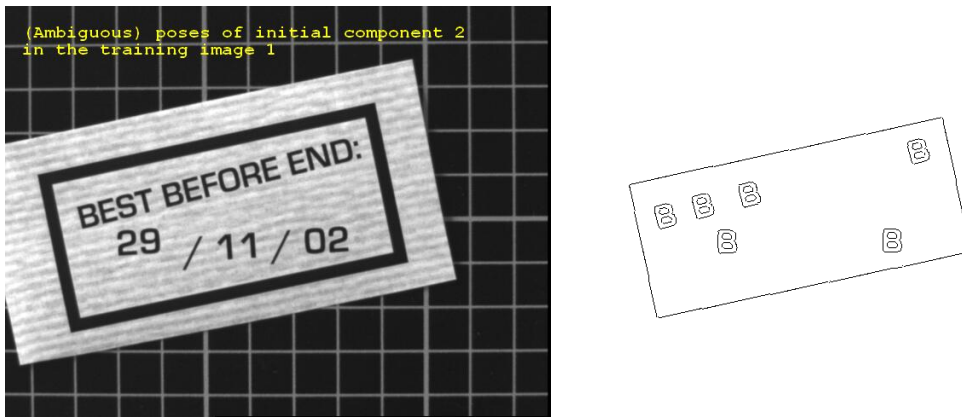 (Ambiguous) poses of initial component 2
in the training image 1
BEST BEFORE END:
29 / 11 / 02
B B B B
B B